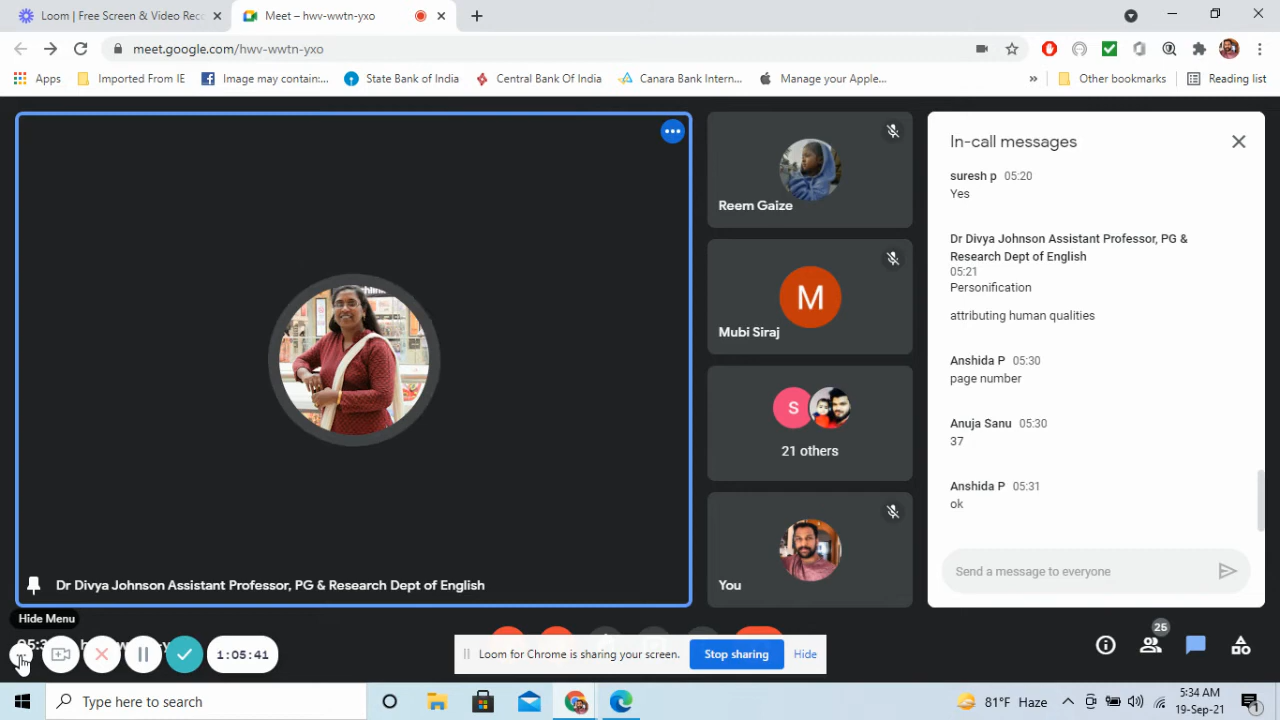 Loom | Free Screen & Video Rec
Meet – hwv-wwtn-yxo
meet.google.com/hwv-wwtn-yxo
Apps
Imported From IE
Image may contain:...
State Bank of India
Central Bank Of India
Canara Bank Intern...
Manage your Apple...
»
Other bookmarks
Reading list
Reem Gaize
M
Mubi Siraj
S
21 others
You
Dr Divya Johnson Assistant Professor, PG & Research Dept of English
In-call messages
suresh p 05:20
Yes
Dr Divya Johnson Assistant Professor, PG &
Research Dept of English
05:21
Personification
attributing human qualities
Anshida P 05:30
page number
Anuja Sanu 05:30
37
Anshida P 05:31
ok
Send a message to everyone
Hide Menu
1:05:41
Loom for Chrome is sharing your screen.
Stop sharing
Hide
25
Type here to search
81°F Haze
5:34 AM
19-Sep-21
1